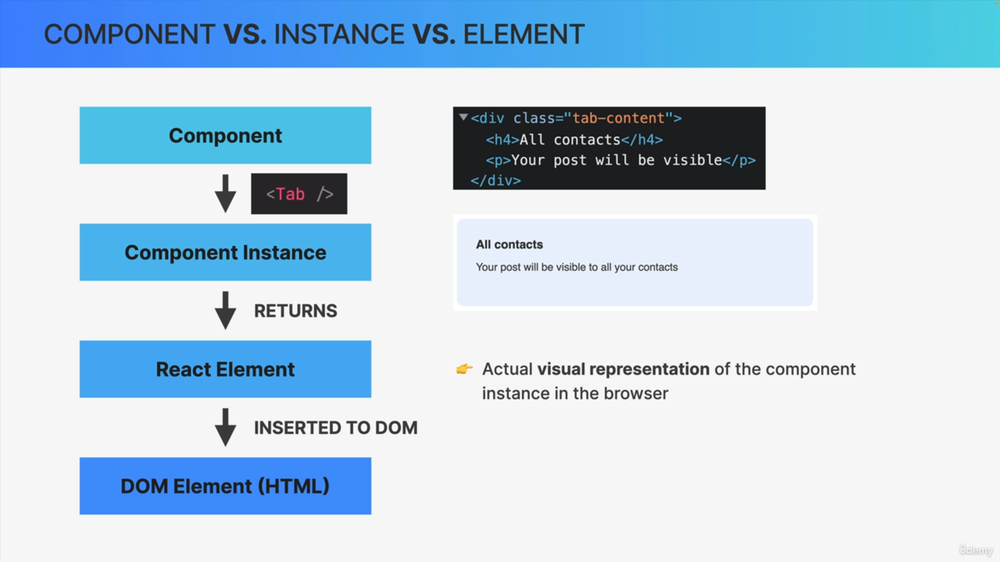 COMPONENT VS. INSTANCE VS. ELEMENT
Component
<Tab />
Component Instance
RETURNS
React Element
INSERTED TO DOM
DOM Element (HTML)
<div class="tab-content">
<h4>All contacts</h4>
<p>Your post will be visible</p>
</div>
All contacts
Your post will be visible to all your contacts
👉 Actual visual representation of the component
instance in the browser
ûdemy